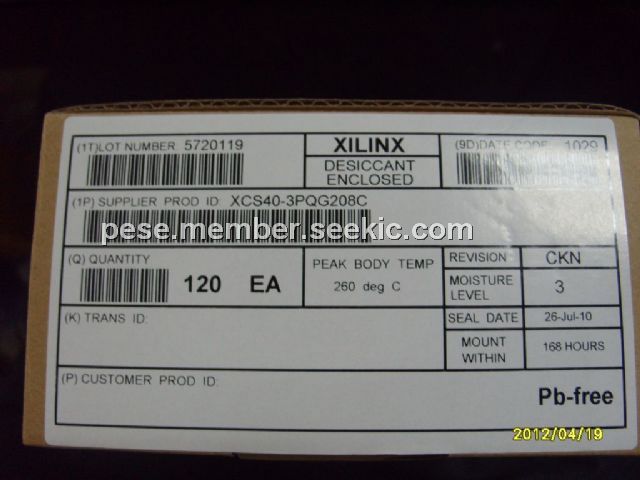 (1T)LOT NUMBER 5720119
XILINX
DESICCANT
ENCLOSED
(9D)DATE CODE 1029
(1P) SUPPLIER PROD ID: XCS40-3PQG208C
pese.member.seekic.com
(Q) QUANTITY
120 EA
PEAK BODY TEMP
260 deg C
REVISION CKN
MOISTURE
LEVEL 3
(K) TRANS ID:
SEAL DATE 26-Jul-10
MOUNT
WITHIN 168 HOURS
(P) CUSTOMER PROD ID:
Pb-free
2012/04/19